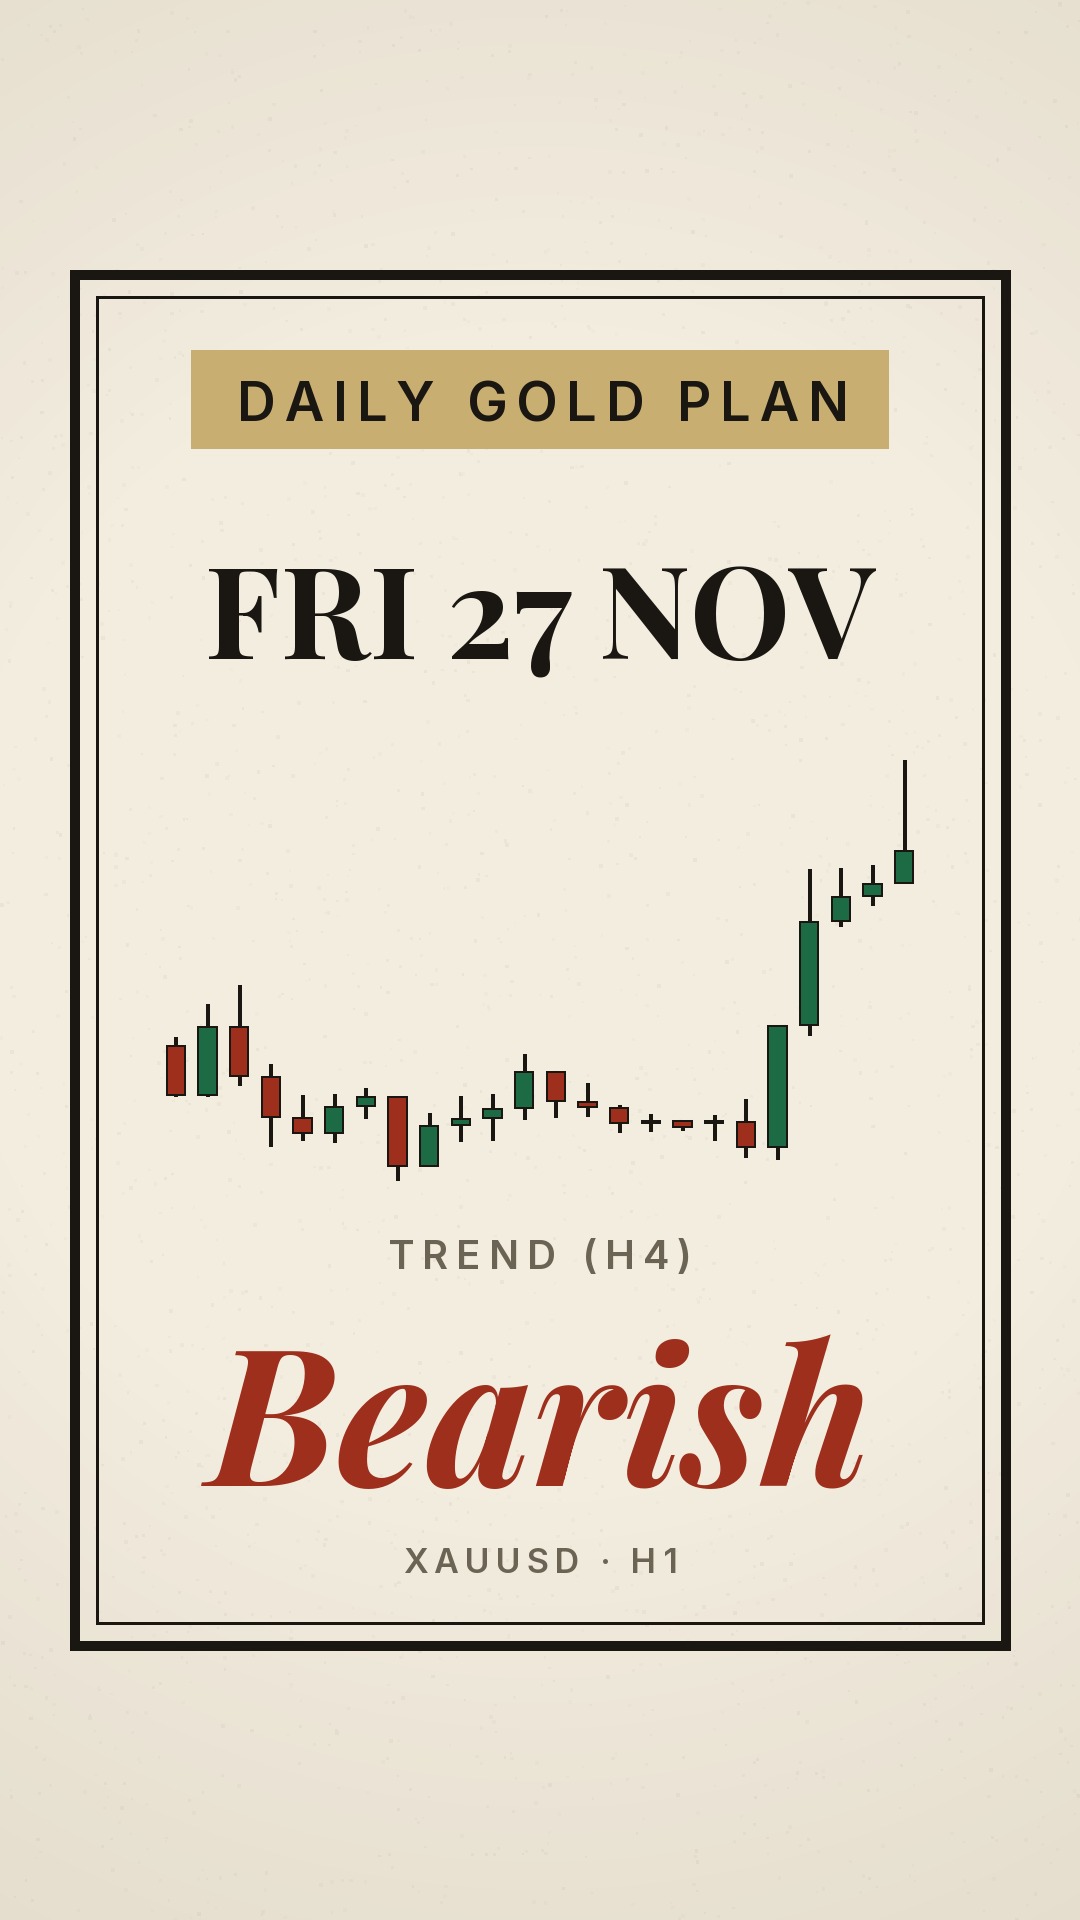 DAILY GOLD PLAN
FRI 27 NOV
TREND (H4)
Bearish
XAUUSD · H1